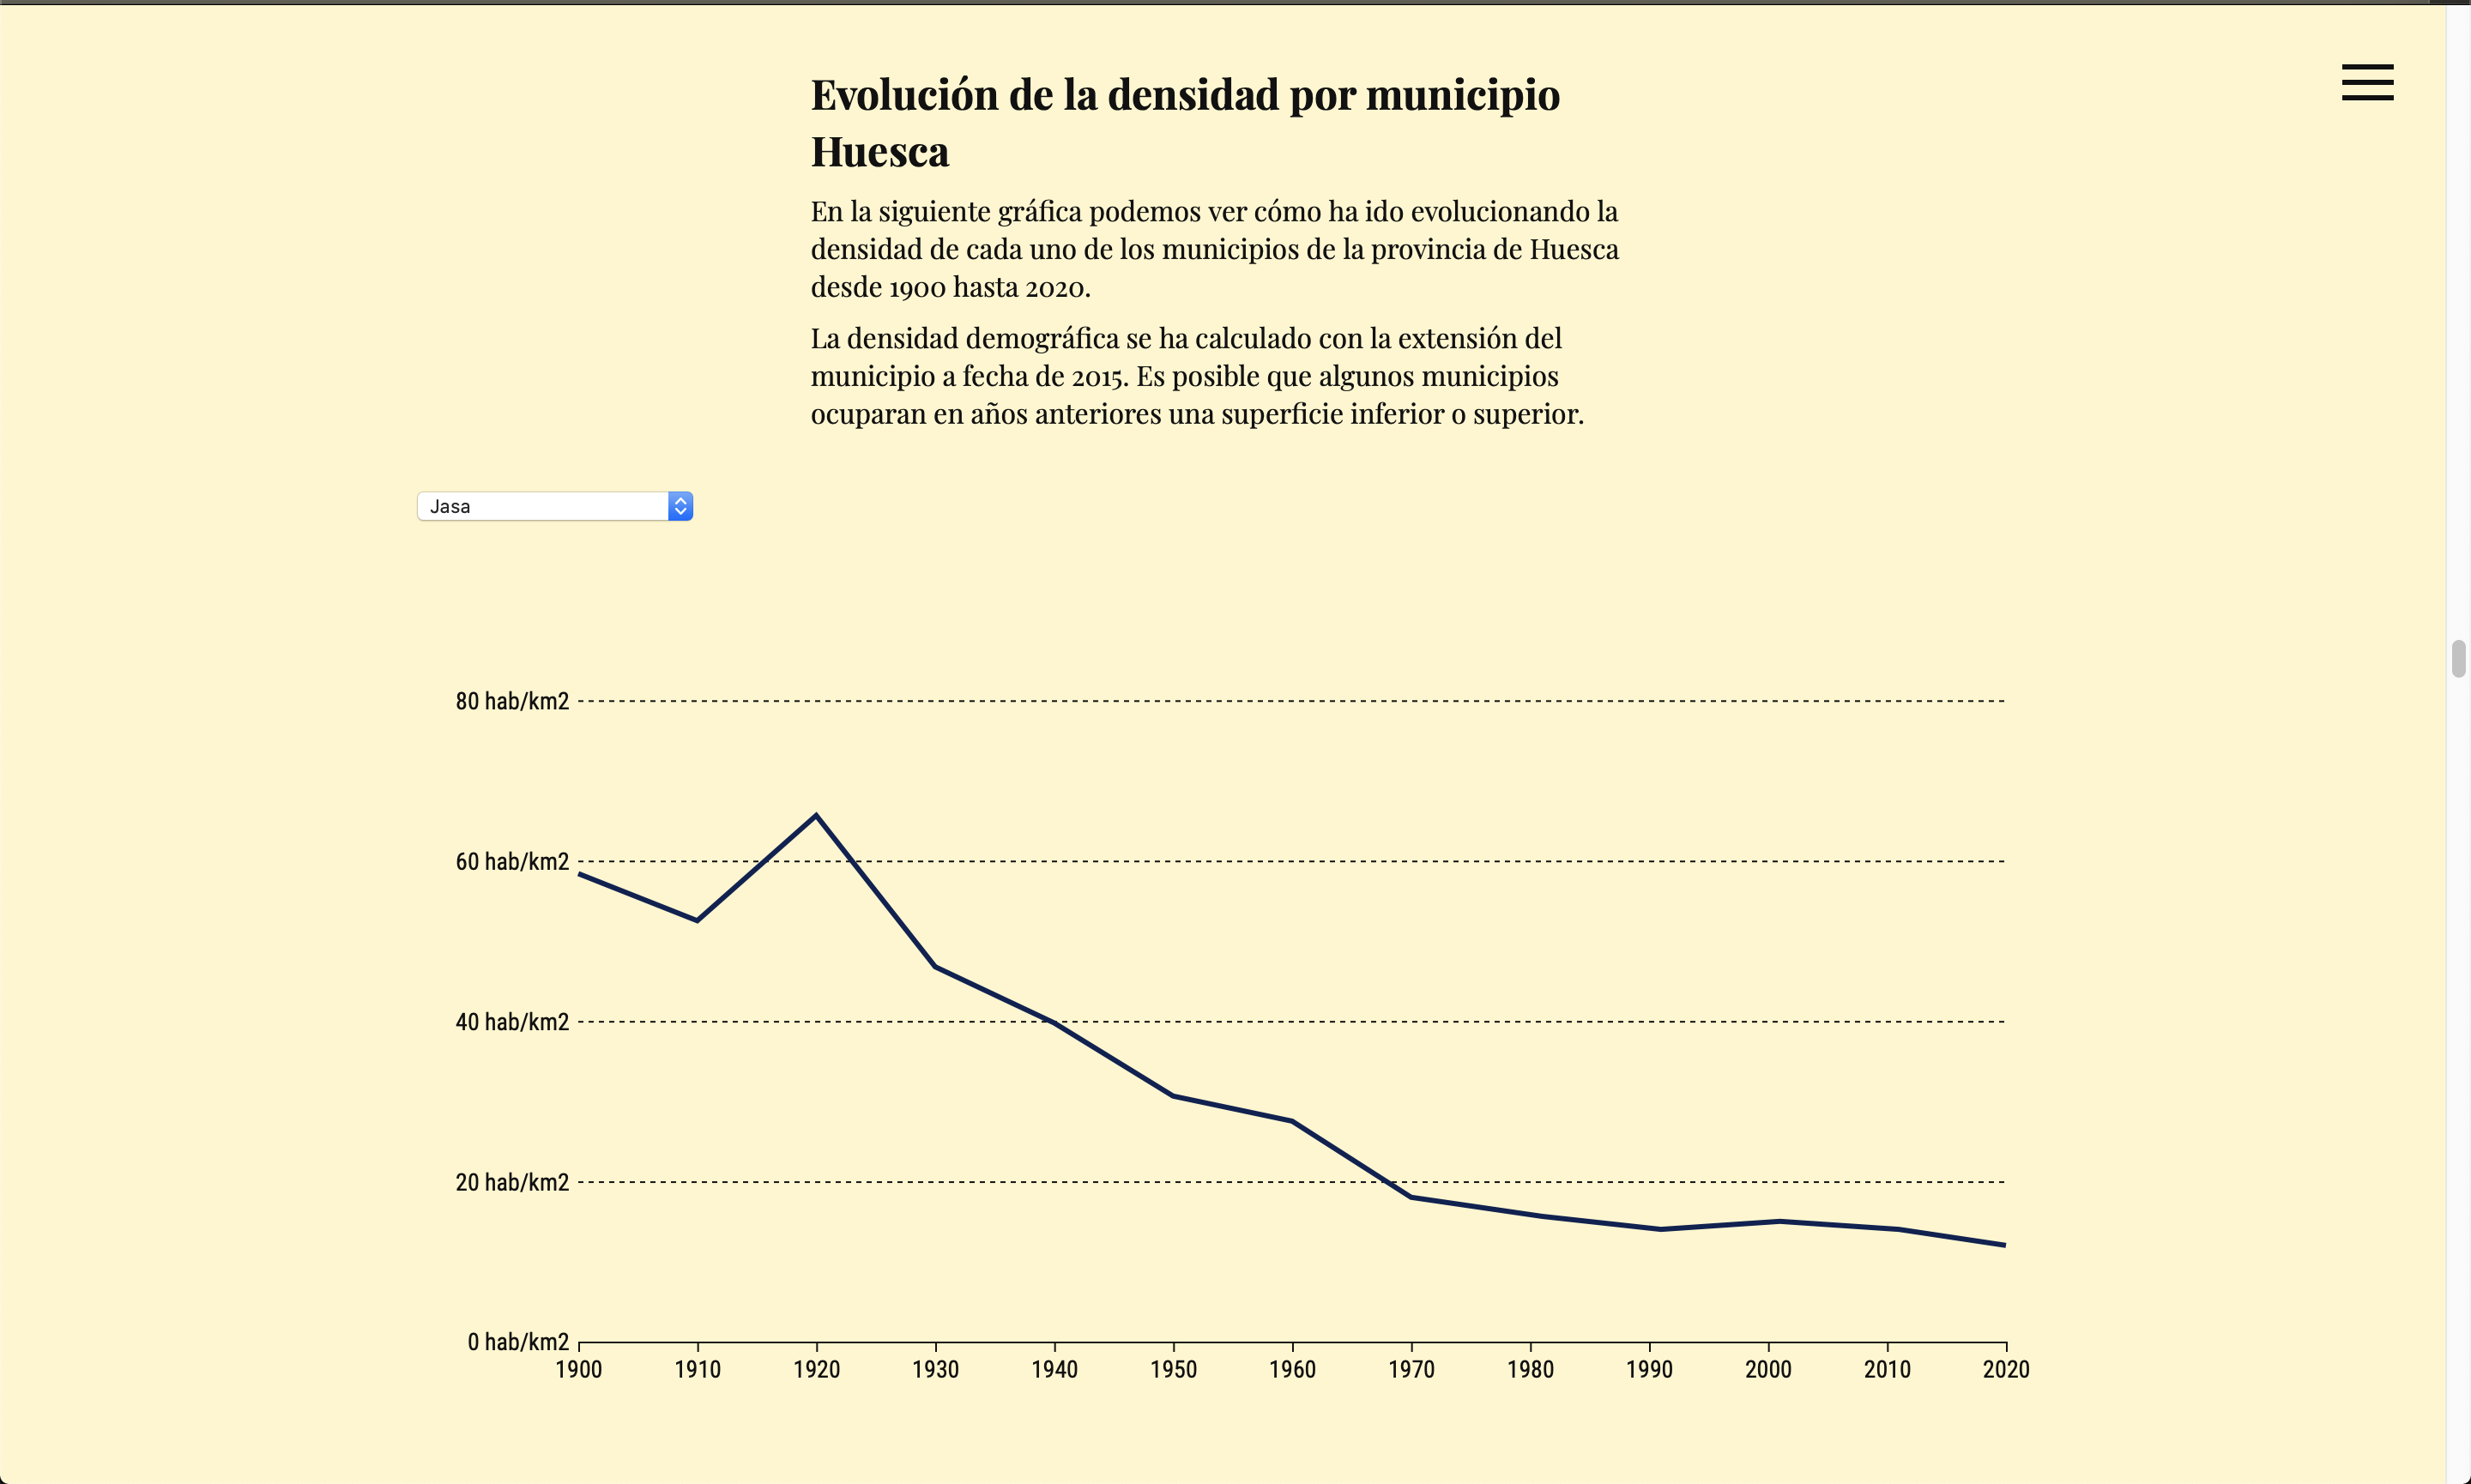 Evolución de la densidad por municipio
Huesca
En la siguiente gráfica podemos ver cómo ha ido evolucionando la
densidad de cada uno de los municipios de la provincia de Huesca
desde 1900 hasta 2020.
La densidad demográfica se ha calculado con la extensión del
municipio a fecha de 2015. Es posible que algunos municipios
ocuparan en años anteriores una superficie inferior o superior.
Jasa
80 hab/km2
60 hab/km2
40 hab/km2
20 hab/km2
0 hab/km2
1900 1910 1920 1930 1940 1950 1960 1970 1980 1990 2000 2010 2020